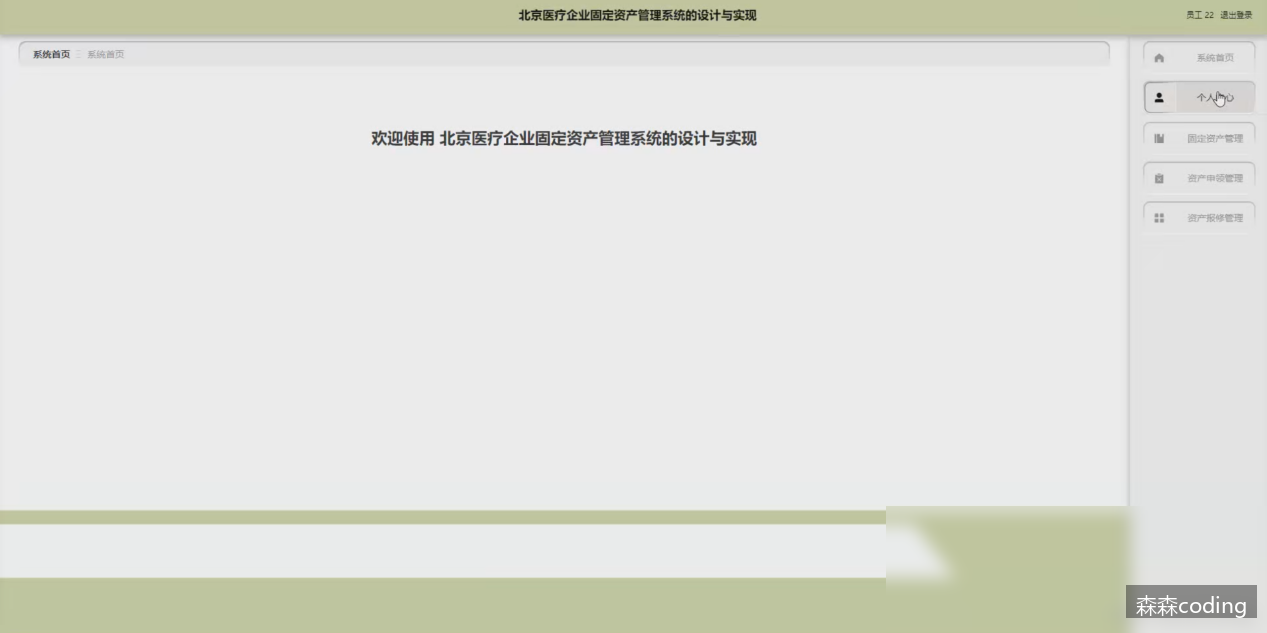 北京医疗企业固定资产管理系统的设计与实现
员工 22 退出登录
系统首页 系统首页
欢迎使用 北京医疗企业固定资产管理系统的设计与实现
系统首页
个人中心
固定资产管理
资产申领管理
资产报修管理
森森coding